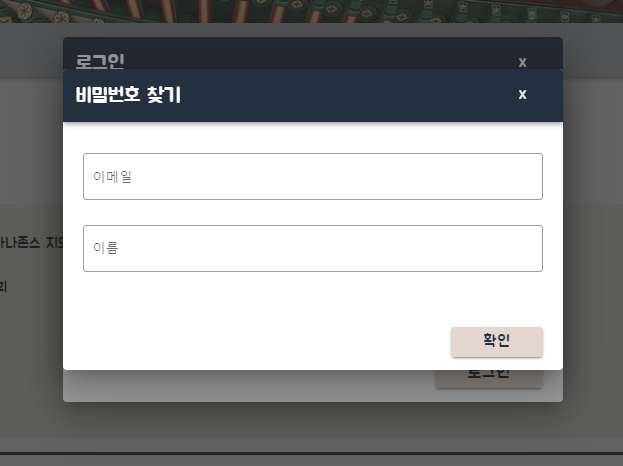 로그인 x
비밀번호 찾기 x
이메일
이름
확인
로그인